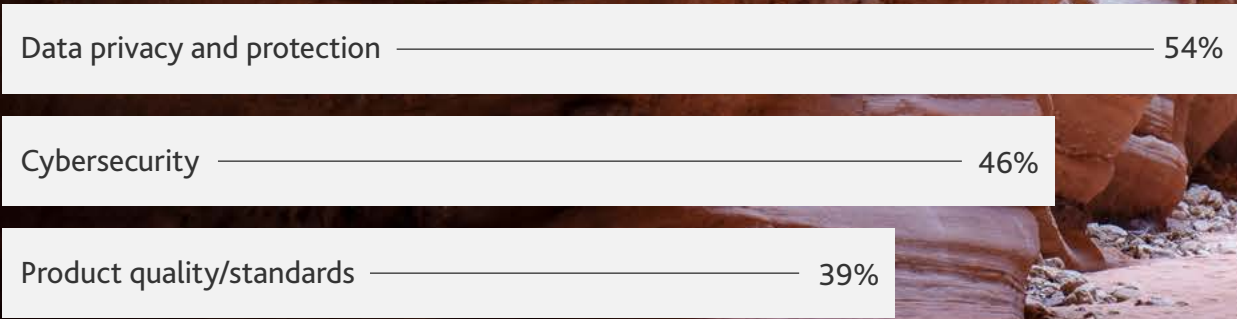 Data privacy and protection 54%
Cybersecurity 46%
Product quality/standards 39%